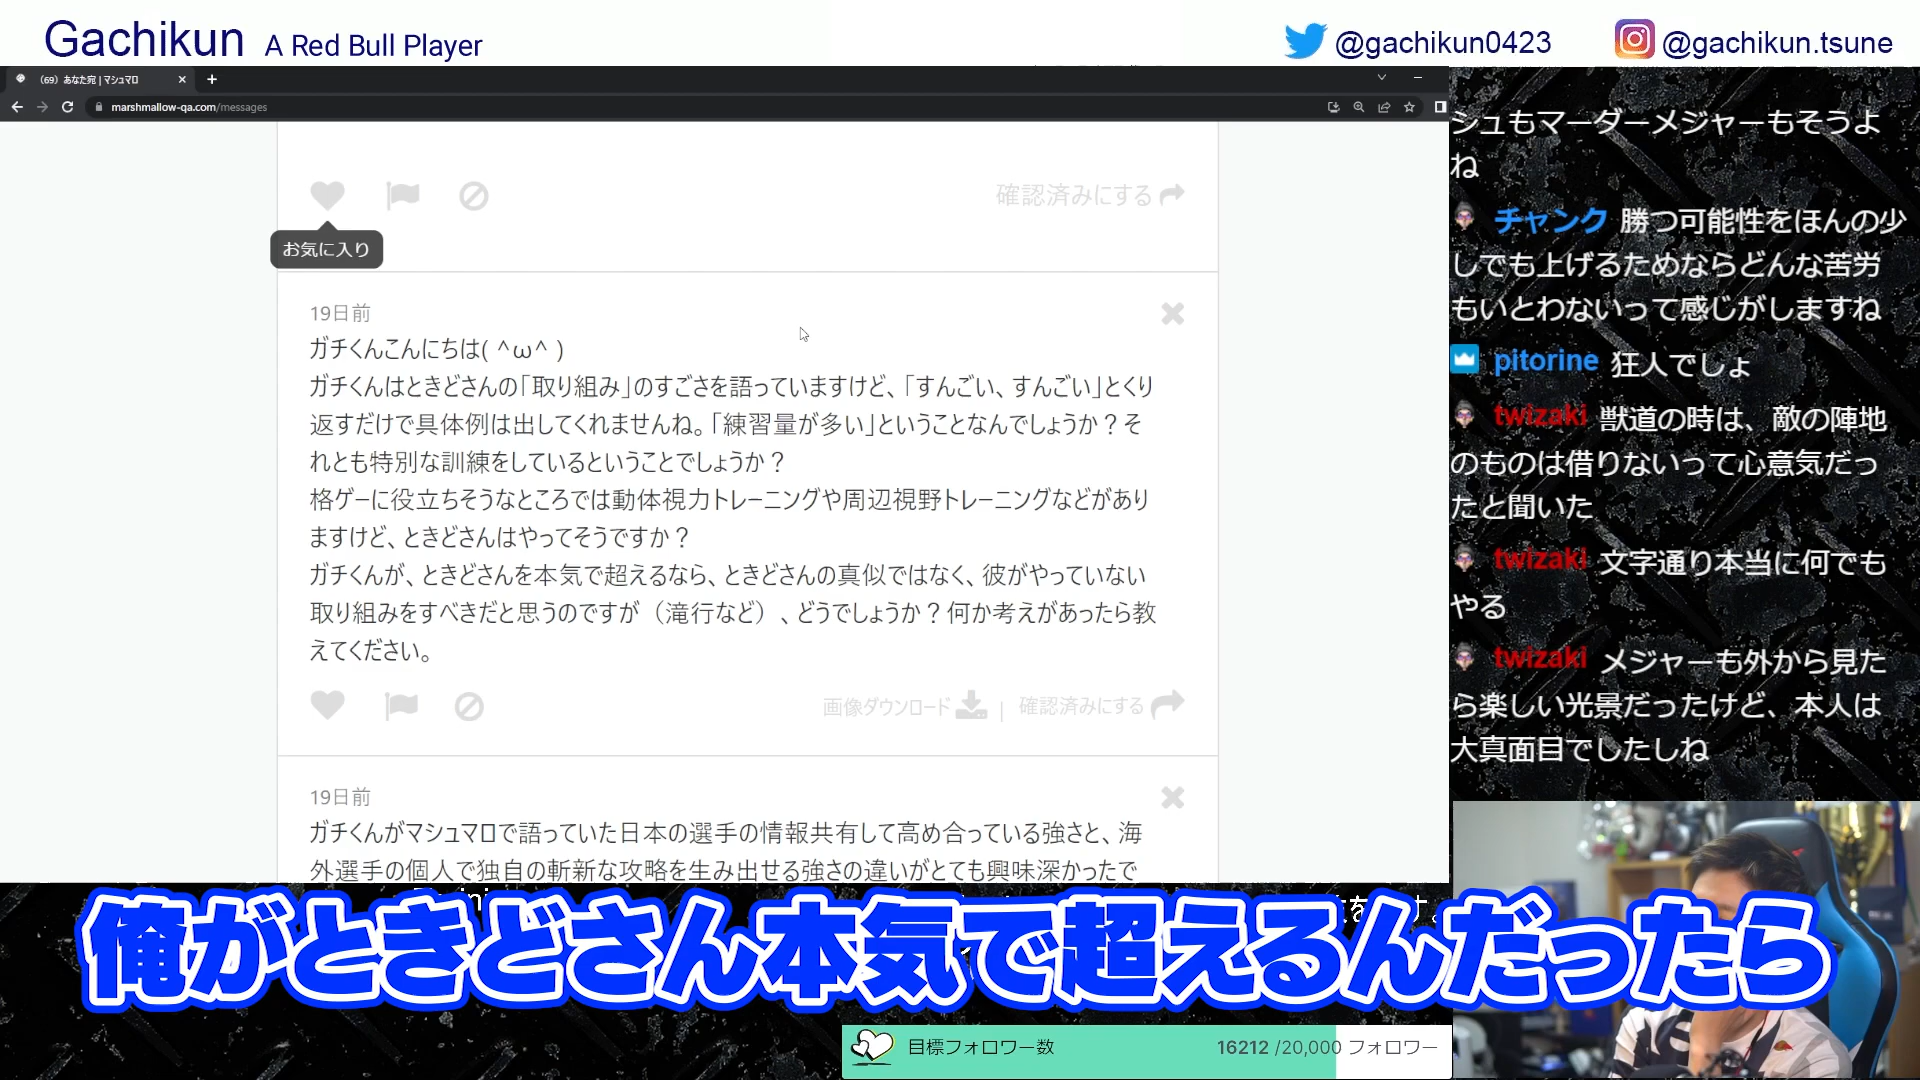 Gachikun A Red Bull Player
@gachikun0423
@gachikun.tsune
(69) あなた宛 | マシュマロ
marshmallow-qa.com/messages
確認済みにする
お気に入り
19日前
ガチくんこんにちは( ^ω^ )
ガチくんはときどさんの「取り組み」のすごさを語っていますけど、「すんごい、すんごい」とくり
返すだけで具体例は出してくれませんね。「練習量が多い」ということなんでしょうか？そ
れとも特別な訓練をしているということでしょうか？
格ゲーに役立ちそうなところでは動体視力トレーニングや周辺視野トレーニングなどがあり
ますけど、ときどさんはやってそうですか？
ガチくんが、ときどさんを本気で超えるなら、ときどさんの真似ではなく、彼がやっていない
取り組みをすべきだと思うのですが（滝行など）、どうでしょうか？何か考えがあったら教
えてください。
画像ダウンロード | 確認済みにする
19日前
ガチくんがマシュマロで語っていた日本の選手の情報共有して高め合っている強さと、海
外選手の個人で独自の斬新な攻略を生み出せる強さの違いがとても興味深かったで
シュもマーダーメジャーもそうよ
ね
チャンク 勝つ可能性をほんの少
しでも上げるためならどんな苦労
もいとわないって感じがしますね
pitorine 狂人でしょ
twizaki 獣道の時は、敵の陣地
のものは借りないって心意気だっ
たと聞いた
twizaki 文字通り本当に何でも
やる
twizaki メジャーも外から見た
ら楽しい光景だったけど、本人は
大真面目でしたしね
俺がときどさん本気で超えるんだったら
目標フォロワー数 16212 /20,000 フォロワー